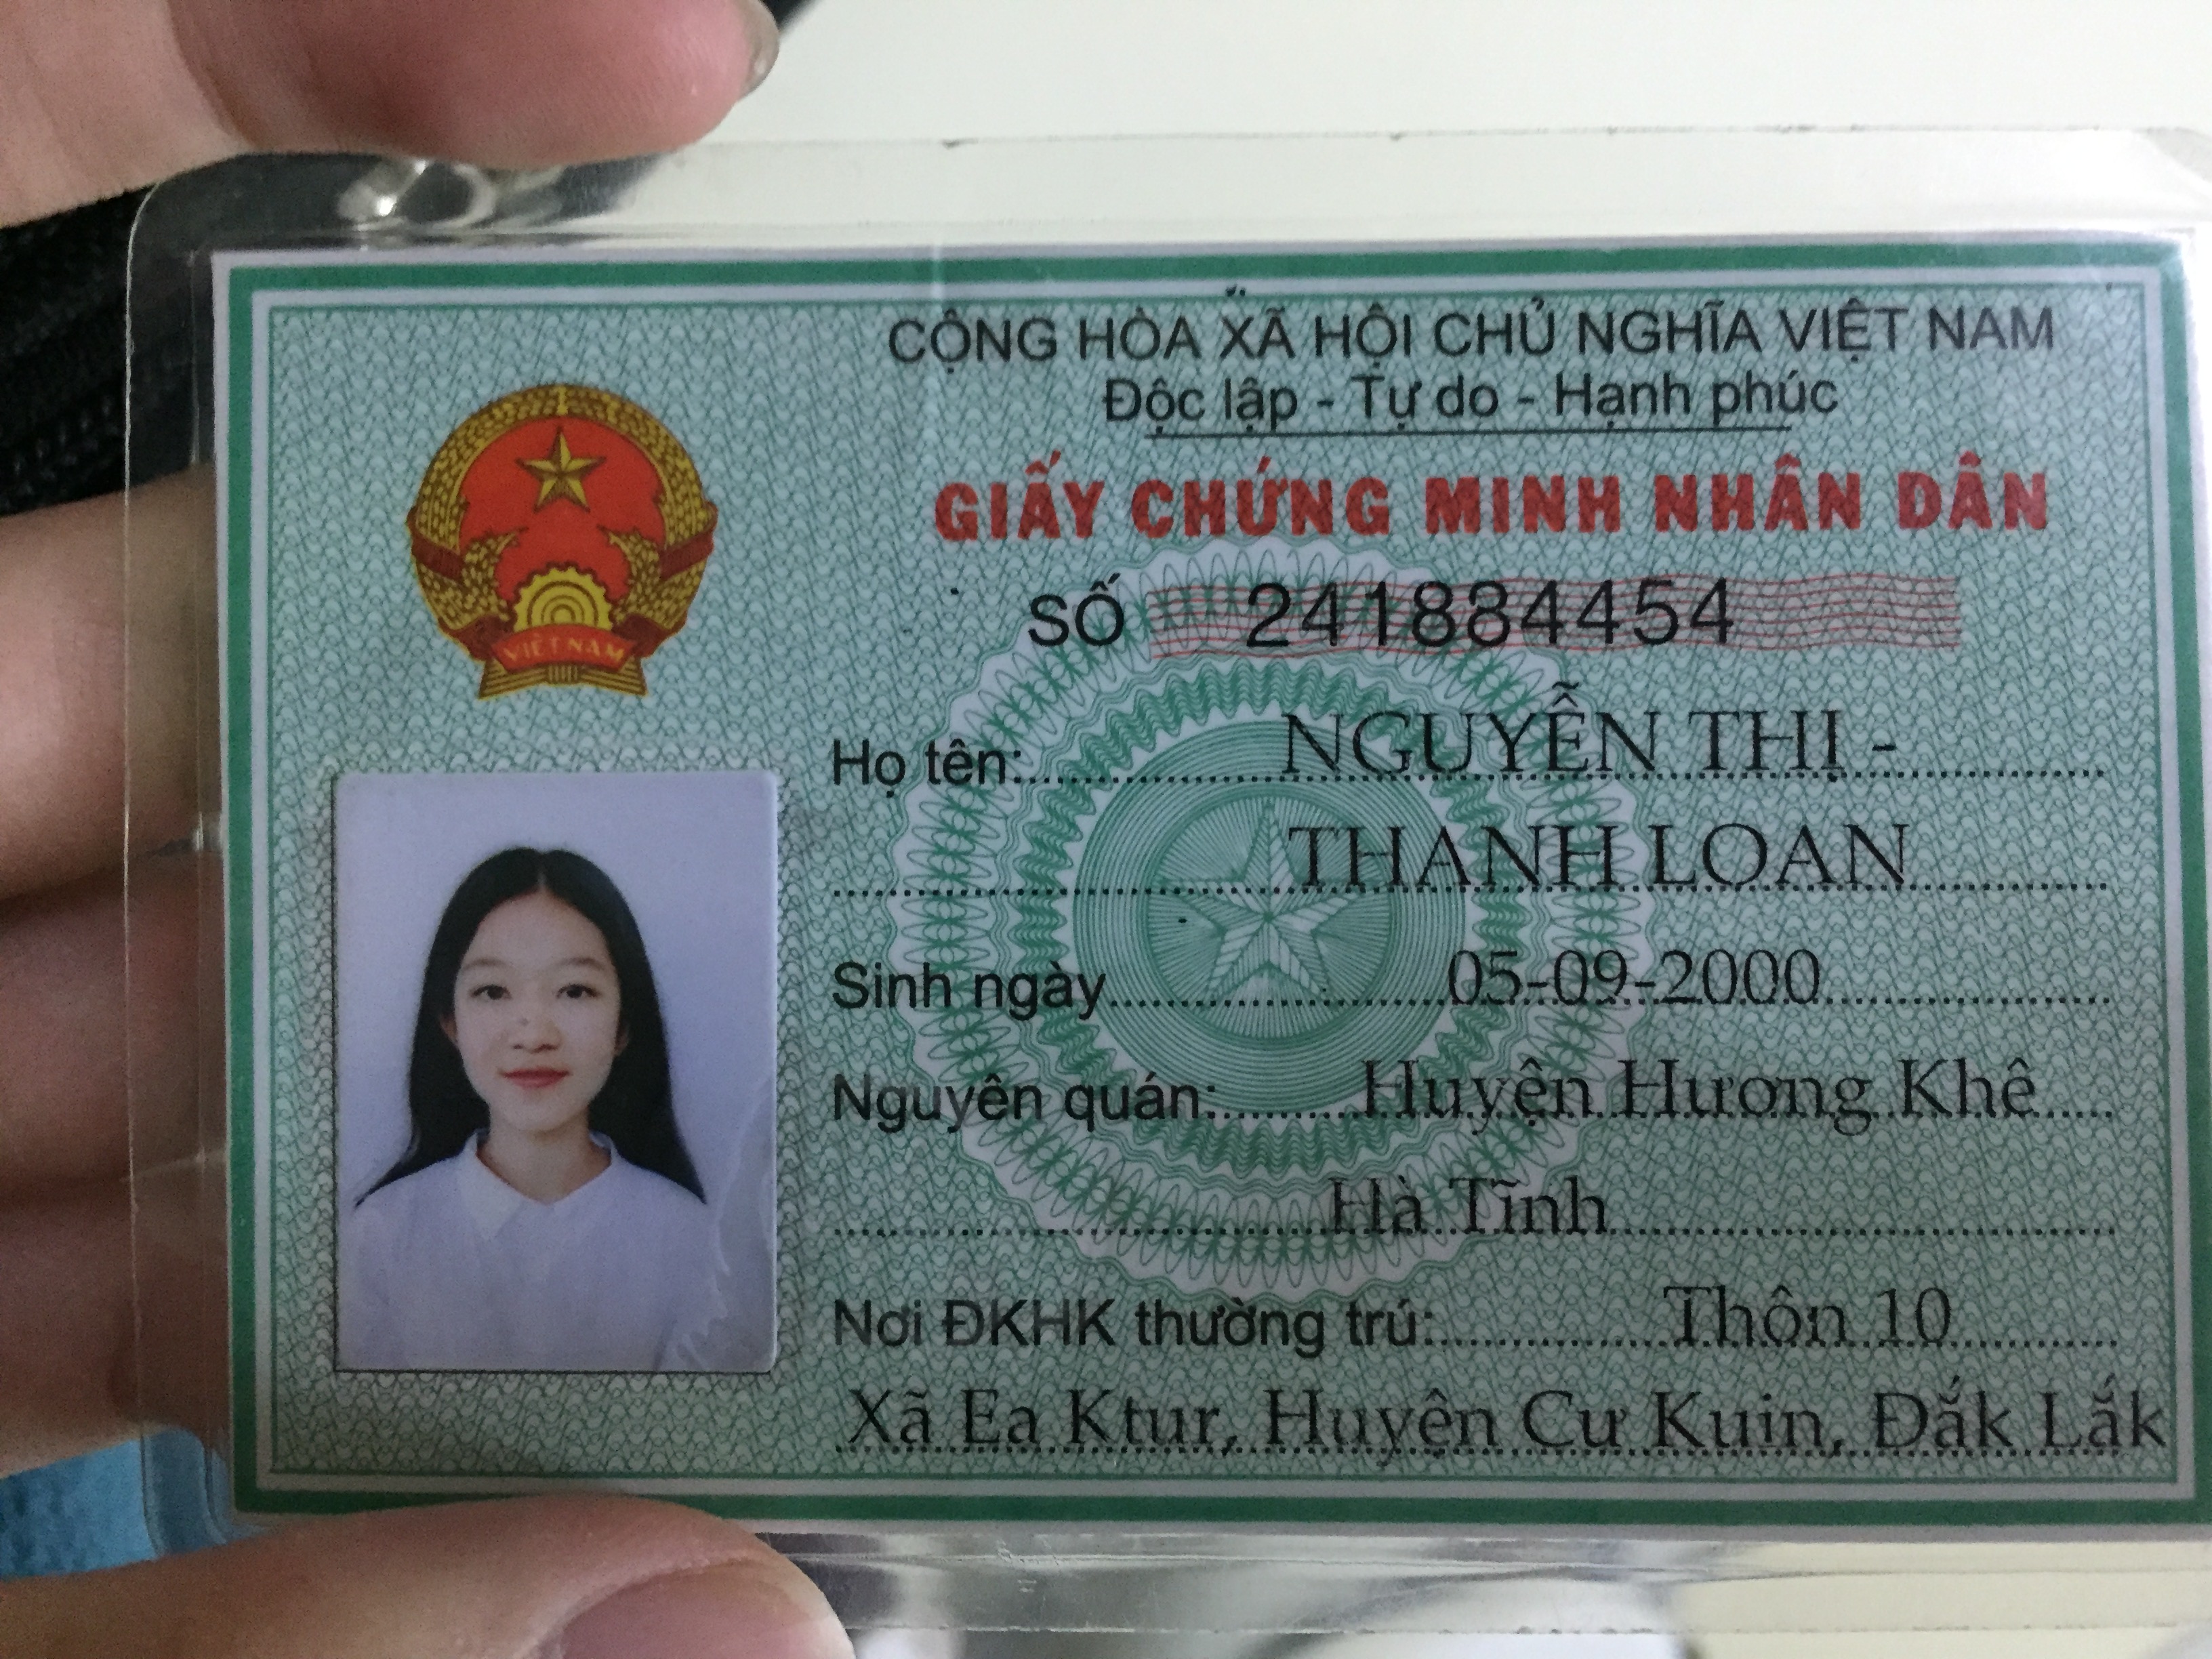 CỘNG HÒA XÃ HỘI CHỦ NGHĨA VIỆT NAM
Độc lập - Tự do - Hạnh phúc
GIẤY CHỨNG MINH NHÂN DÂN
SỐ 241884454
Họ tên: NGUYỄN THỊ -
THANH LOAN
Sinh ngày 05-09-2000
Nguyên quán: Huyện Hương Khê
Hà Tĩnh
Nơi ĐKHK thường trú: Thôn 10
Xã Ea Ktur, Huyện Cư Kuin, Đắk Lắk
VIỆT NAM